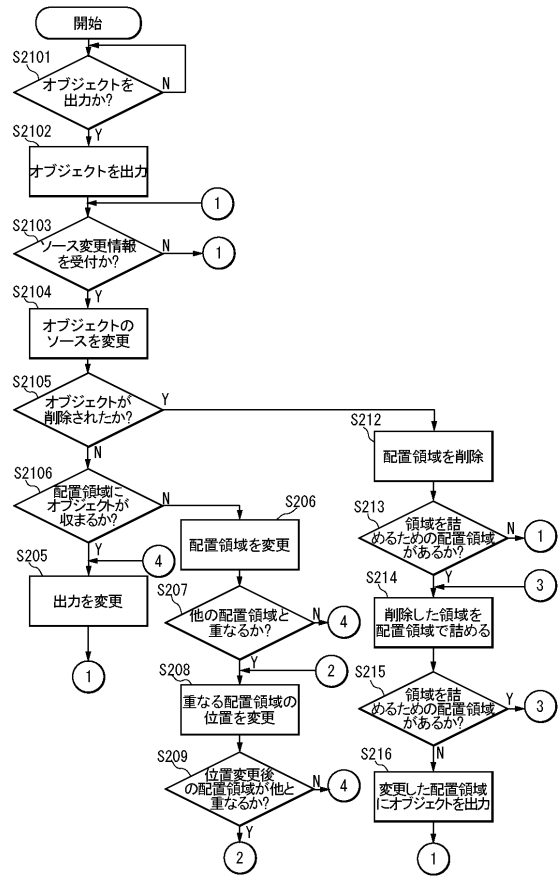 開始
S2101
オブジェクトを
出力か?
N
Y
S2102
オブジェクトを出力
1
S2103
ソース変更情報
を受付か?
N
1
Y
S2104
オブジェクトの
ソースを変更
S2105
オブジェクトが
削除されたか?
Y
N
S2106
配置領域に
オブジェクトが
収まるか?
N
Y
4
S205
出力を変更
1
S206
配置領域を変更
S207
他の配置領域と
重なるか?
N
4
Y
2
S208
重なる配置領域の
位置を変更
S209
位置変更後
の配置領域が他と
重なるか?
N
4
Y
2
S212
配置領域を削除
S213
領域を詰
めるための配置領域
があるか?
N
1
Y
3
S214
削除した領域を
配置領域で詰める
S215
領域を詰
めるための配置領域
があるか?
Y
3
N
S216
変更した配置領域
にオブジェクトを出力
1